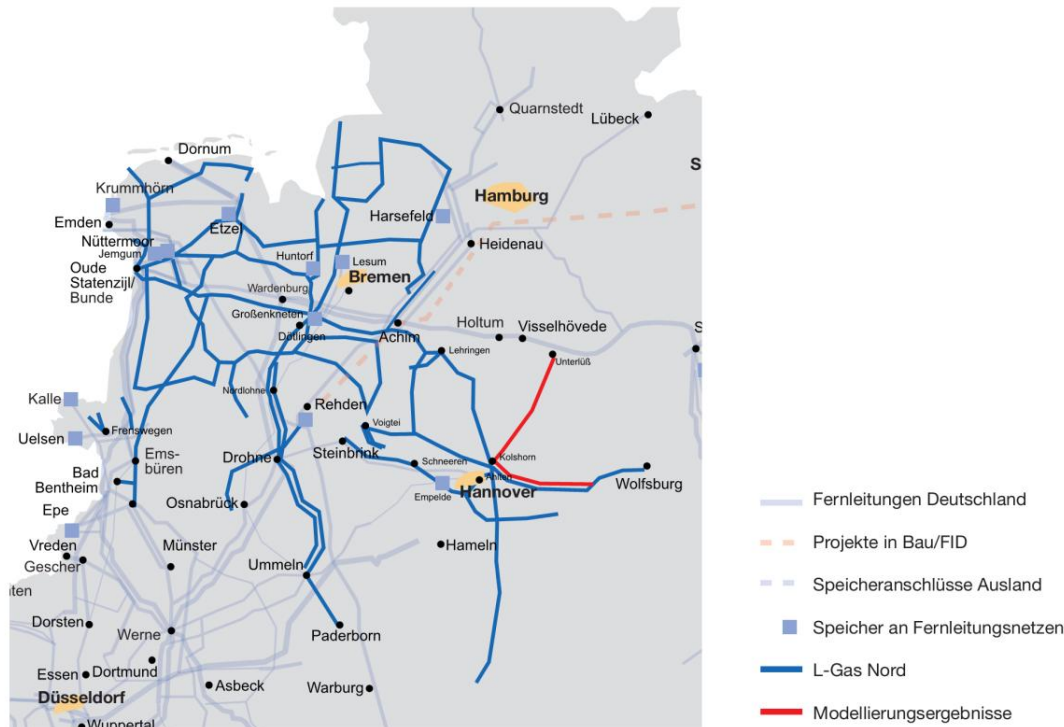 Quarnstedt
Lübeck
Dornum
S
Krummhörn
Hamburg
Harsefeld
Emden
Etzel
Nüttermoor
Jemgum
Heidenau
Huntorf
Lesum
Oude
Statenzijl/
Bunde
Bremen
Wardenburg
Großenkneten
Dötlingen
Achim
Holtum
Visselhövede
S
Lehringen
Unterlüß
Nordlohne
Kalle
Rehden
Voigtei
Uelsen
Frenswegen
Steinbrink
Kolshorn
Ems-
büren
Drohne
Schneeren
Ahlten
Wolfsburg
Bad
Bentheim
Empelde
Hannover
Osnabrück
Epe
Vreden
Gescher
Münster
Hameln
Ummeln
ten
Dorsten
Werne
Paderborn
Essen
Dortmund
Asbeck
Warburg
Düsseldorf
Wuppertal
Fernleitungen Deutschland
Projekte in Bau/FID
Speicheranschlüsse Ausland
Speicher an Fernleitungsnetzen
L-Gas Nord
Modellierungsergebnisse